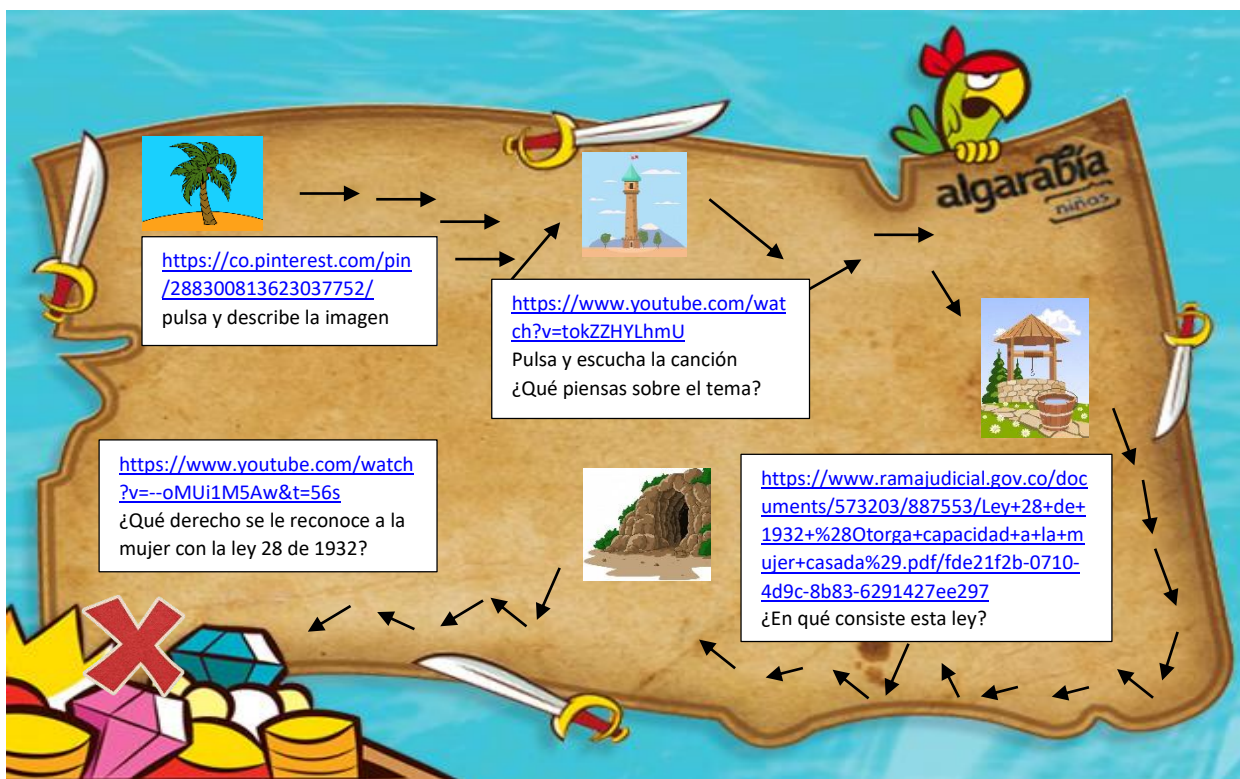 algarabía
niños
https://co.pinterest.com/pin
/288300813623037752/
pulsa y describe la imagen
https://www.youtube.com/wat
ch?v=tokZZHYLhmU
Pulsa y escucha la canción
¿Qué piensas sobre el tema?
https://www.ramajudicial.gov.co/doc
uments/573203/887553/Ley+28+de+
1932+%28Otorga+capacidad+a+la+m
ujer+casada%29.pdf/fde21f2b-0710-
4d9c-8b83-6291427ee297
¿En qué consiste esta ley?
https://www.youtube.com/watch
?v=--oMUi1M5Aw&t=56s
¿Qué derecho se le reconoce a la
mujer con la ley 28 de 1932?